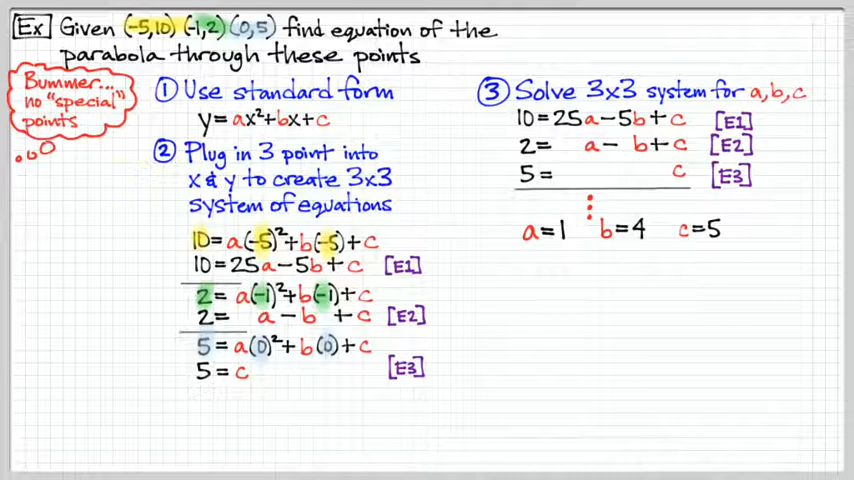 Ex Given (-5,10) (-1,2) (0,5) find equation of the
parabola through these points
Bummer...
no "special"
points
① Use standard form
y=ax²+bx+c
② Plug in 3 point into
x & y to create 3x3
system of equations
10=a(-5)²+b(-5)+c
10=25a-5b+c [E1]
2=a(-1)²+b(-1)+c
2= a-b+c [E2]
5=a(0)²+b(0)+c
5=c [E3]
③ Solve 3x3 system for a,b,c
10=25a-5b+c [E1]
2= a-b+c [E2]
5= c [E3]
⋮
a=1 b=4 c=5